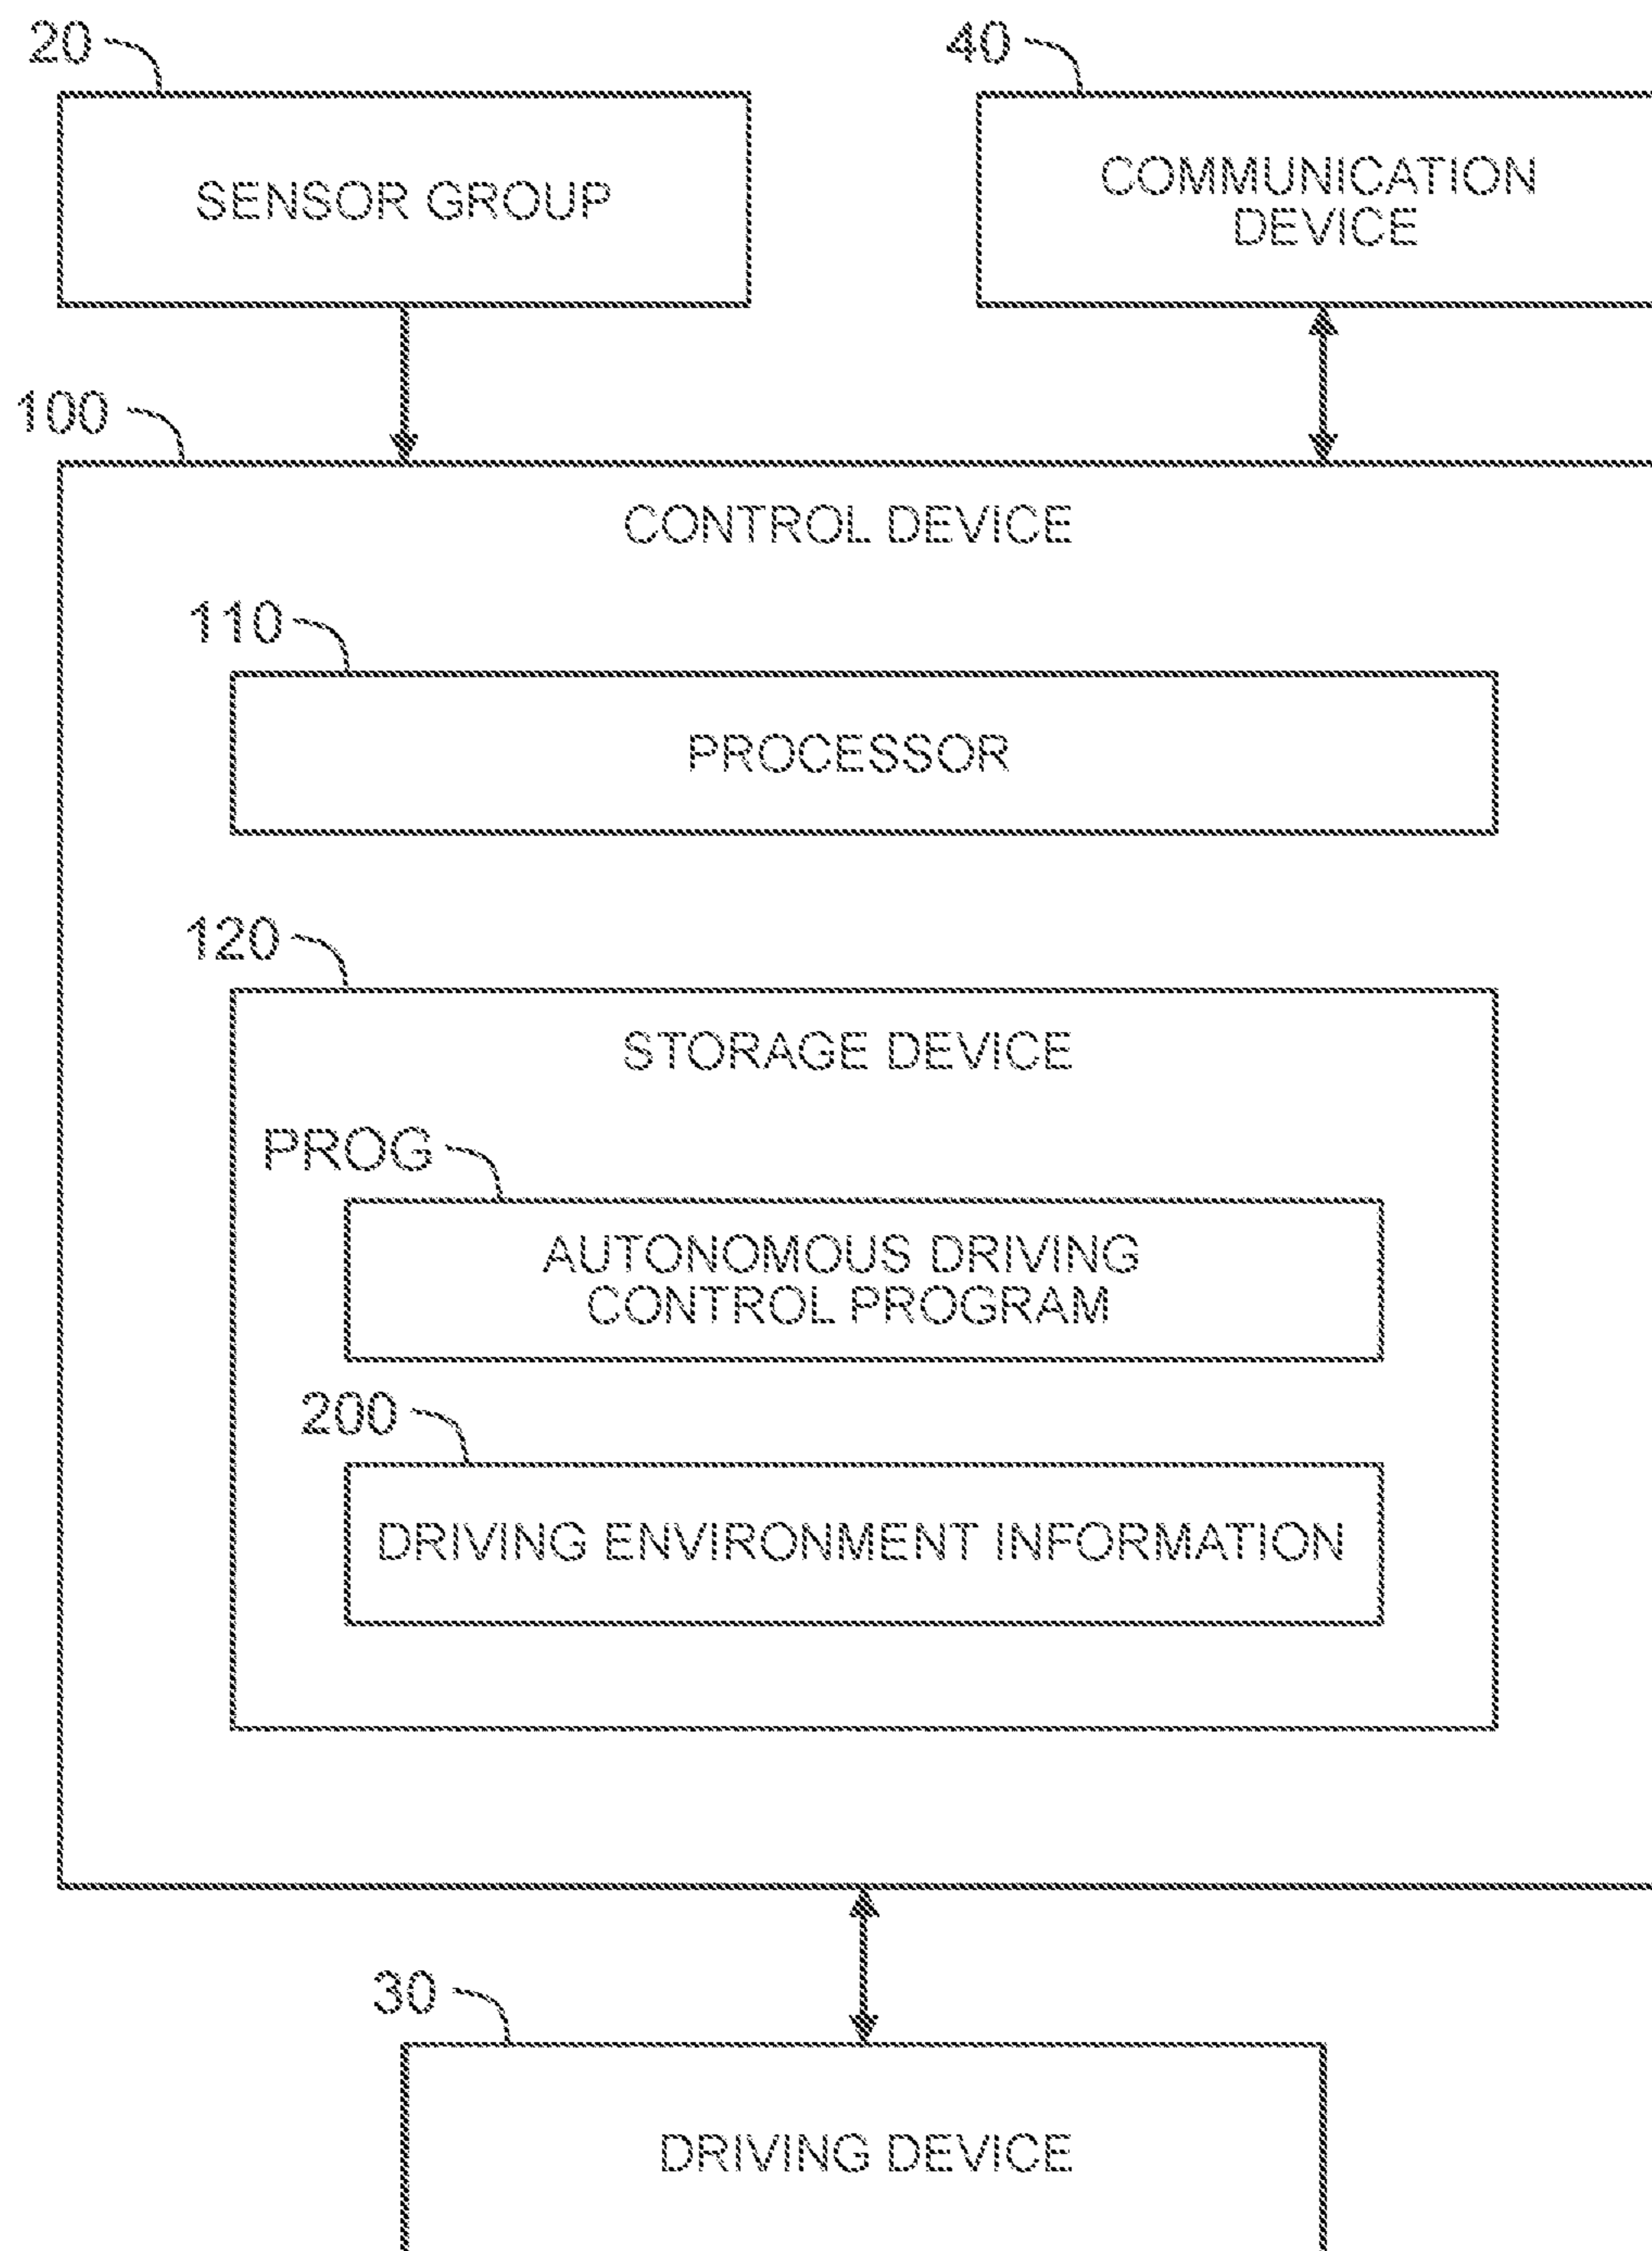 20
40
SENSOR GROUP
COMMUNICATION
DEVICE
100
CONTROL DEVICE
110
PROCESSOR
120
STORAGE DEVICE
PROG
AUTONOMOUS DRIVING
CONTROL PROGRAM
200
DRIVING ENVIRONMENT INFORMATION
30
DRIVING DEVICE